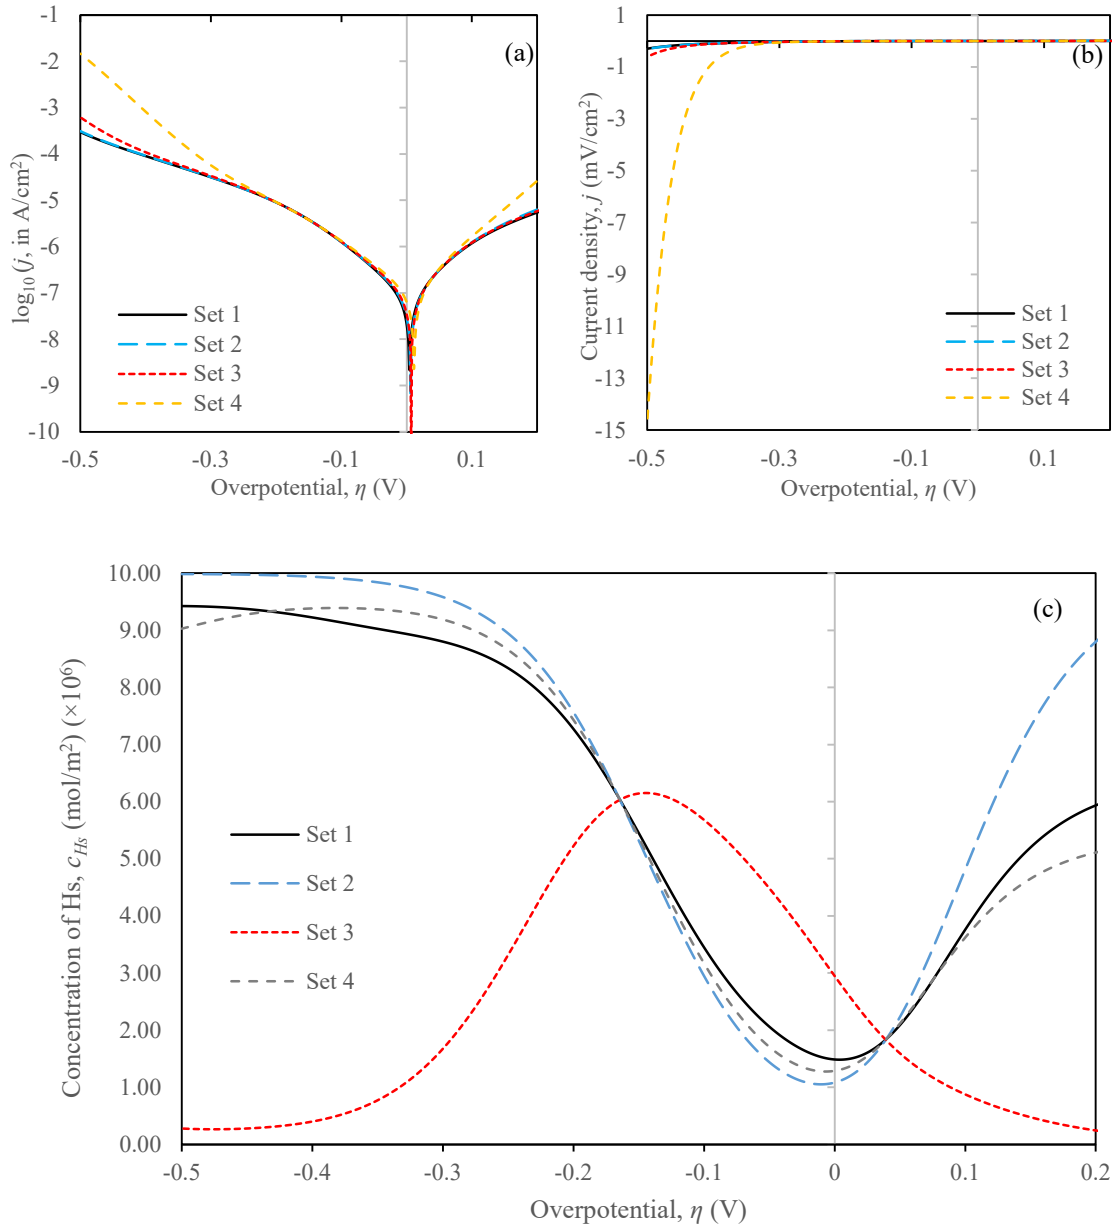 -1
-2
-3
-4
-5
-6
-7
-8
-9
-10
log10 (j, in A/cm2)
(a)
Set 1
Set 2
Set 3
Set 4
-0.5
-0.3
-0.1
0.1
Overpotential, η (V)
1
-1
-3
-5
-7
-9
-11
-13
-15
Current density, j (mV/cm2)
(b)
Set 1
Set 2
Set 3
Set 4
-0.5
-0.3
-0.1
0.1
Overpotential, η (V)
10.00
9.00
8.00
7.00
6.00
5.00
4.00
3.00
2.00
1.00
0.00
Concentration of Hs, cHs (mol/m2) (×10⁶)
(c)
Set 1
Set 2
Set 3
Set 4
-0.5
-0.4
-0.3
-0.2
-0.1
0
0.1
0.2
Overpotential, η (V)